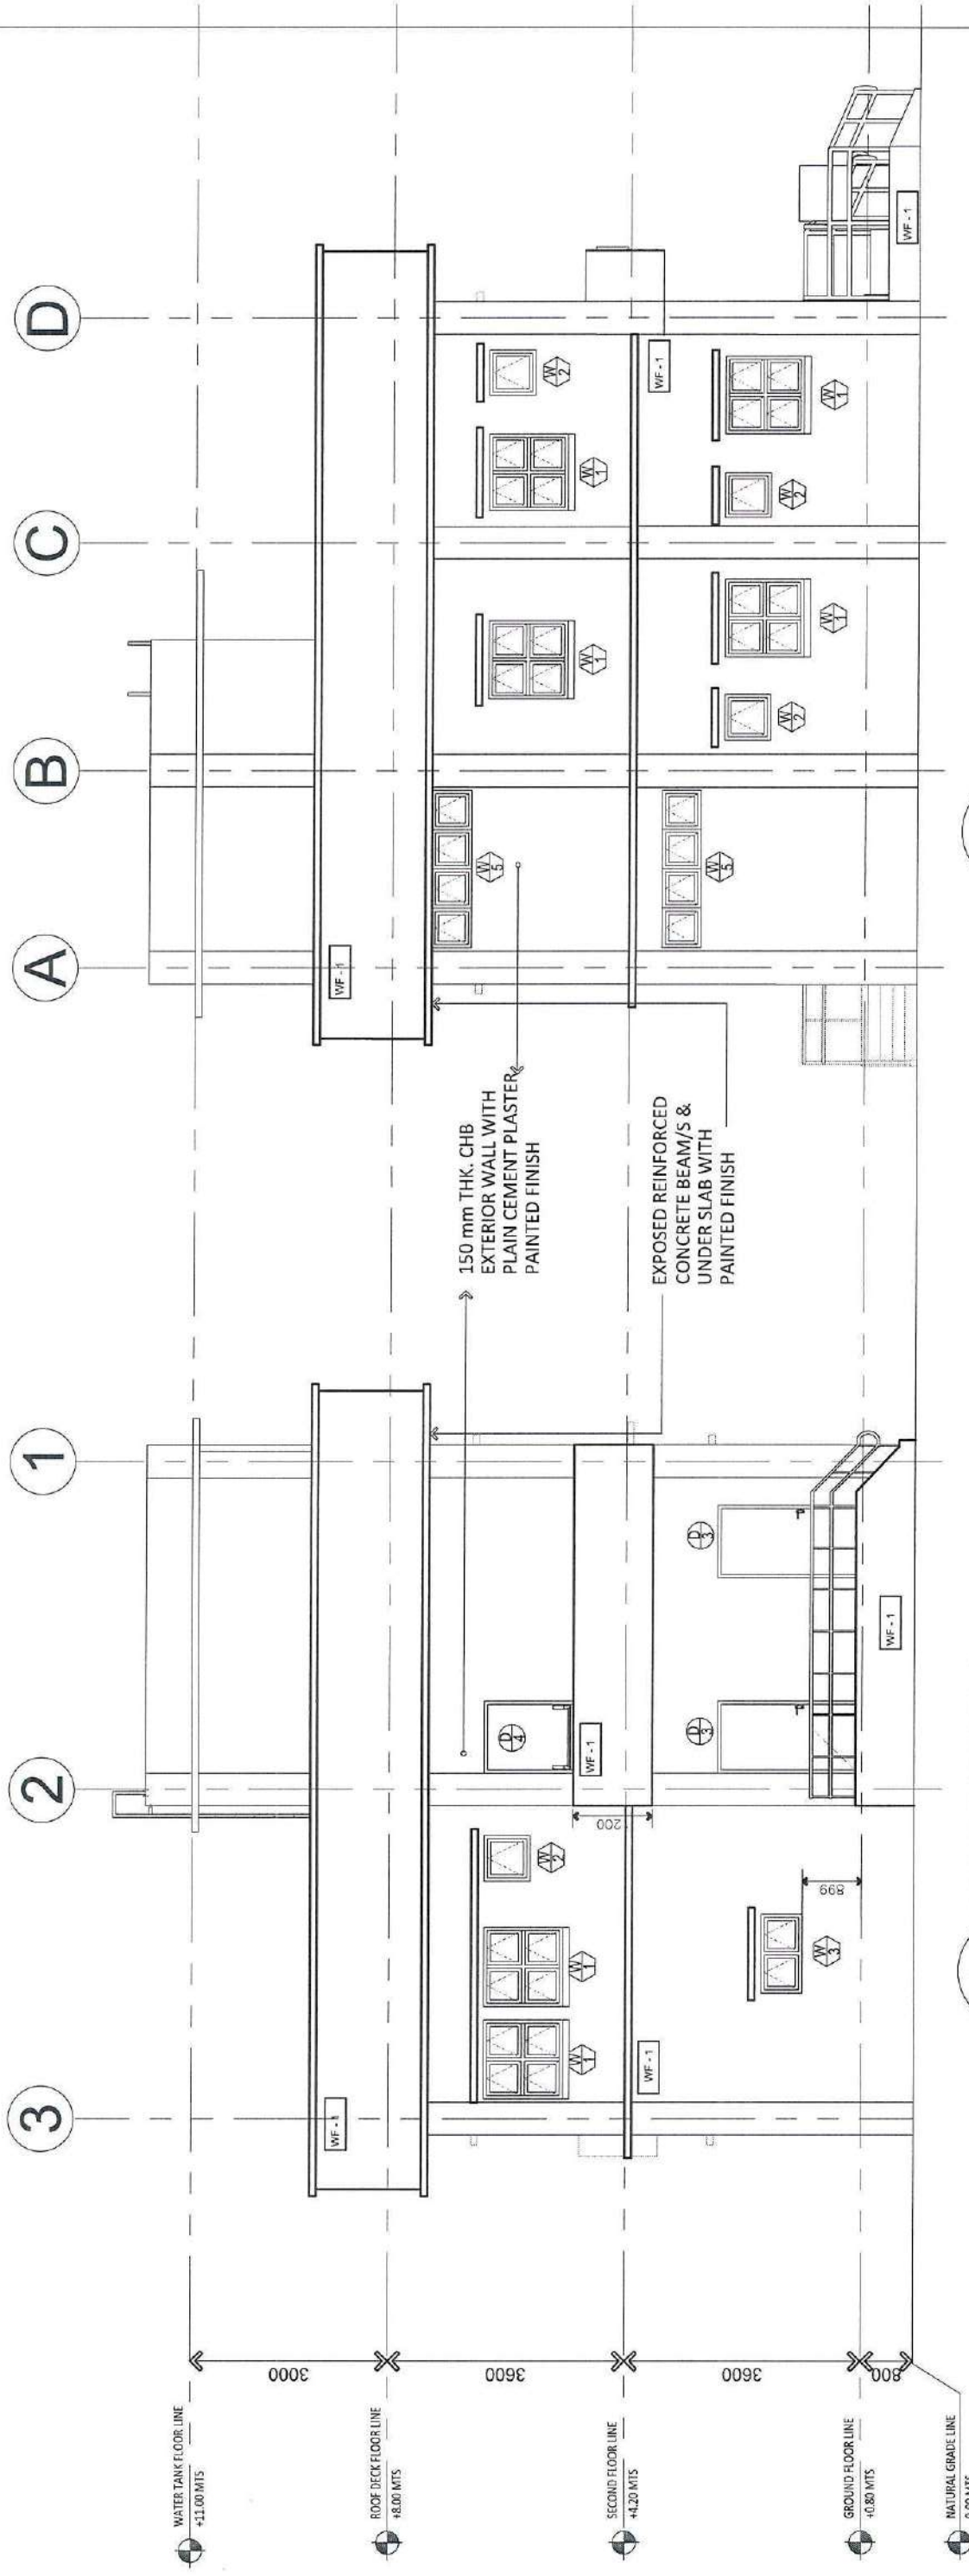 3
2
1
A
B
C
D
WATER TANK FLOOR LINE
+11.00 MTS
ROOF DECK FLOOR LINE
+8.00 MTS
SECOND FLOOR LINE
+4.20 MTS
GROUND FLOOR LINE
+0.80 MTS
NATURAL GRADE LINE
3000
3600
3600
800
WF - 1
W 1
W 1
W 2
WF - 1
W 3
899
200
WF - 1
D 4
D 3
D 3
WF - 1
150 mm THK. CHB
EXTERIOR WALL WITH
PLAIN CEMENT PLASTER
PAINTED FINISH
EXPOSED REINFORCED
CONCRETE BEAM/S &
UNDER SLAB WITH
PAINTED FINISH
WF - 1
W 5
W 5
W 1
W 2
W 1
W 1
W 2
W 2
W 1
WF - 1
WF - 1